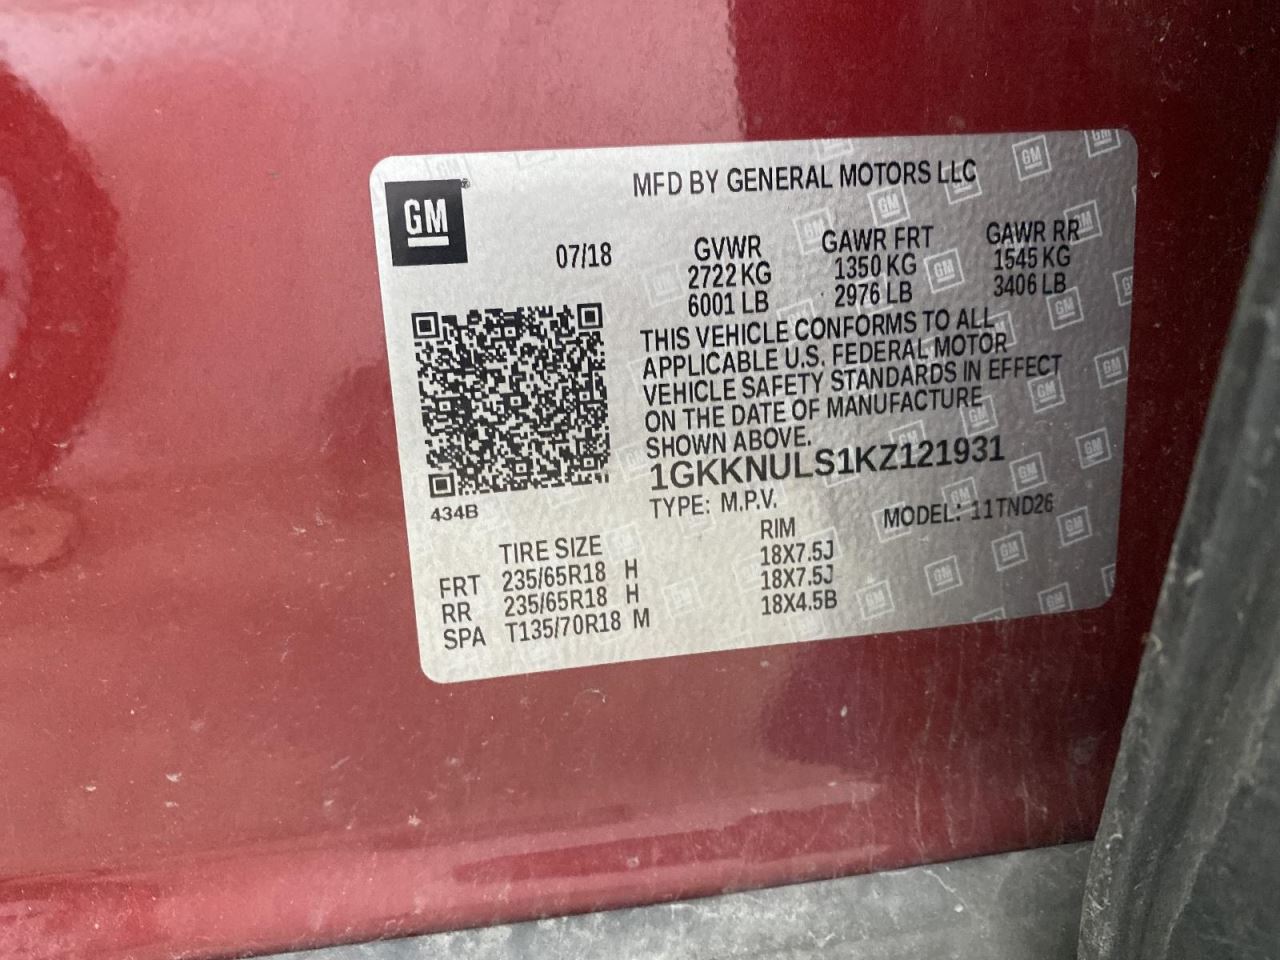 GM
MFD BY GENERAL MOTORS LLC
07/18
GVWR GAWR FRT GAWR RR
2722 KG 1350 KG 1545 KG
6001 LB 2976 LB 3406 LB
THIS VEHICLE CONFORMS TO ALL
APPLICABLE U.S. FEDERAL MOTOR
VEHICLE SAFETY STANDARDS IN EFFECT
ON THE DATE OF MANUFACTURE
SHOWN ABOVE.
1GKKNULS1KZ121931
TYPE: M.P.V. MODEL: 11TND26
434B
TIRE SIZE RIM
FRT 235/65R18 H 18X7.5J
RR 235/65R18 H 18X7.5J
SPA T135/70R18 M 18X4.5B